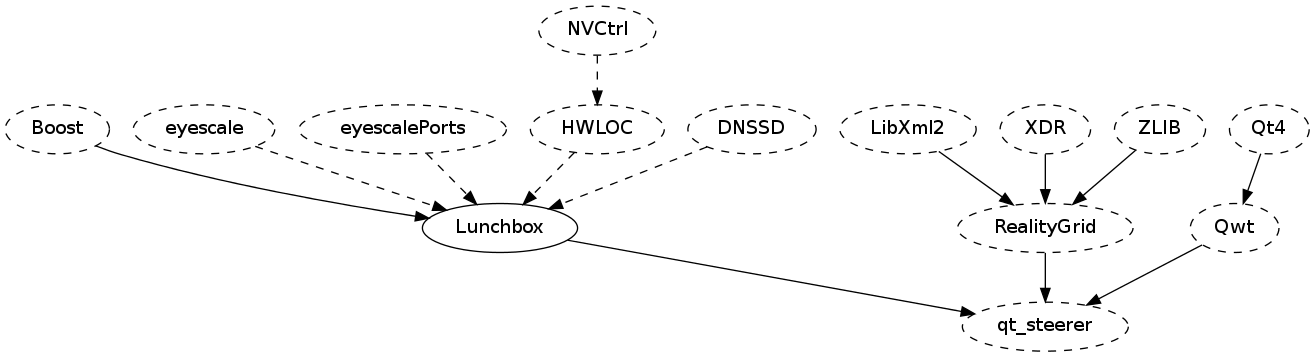 NVCtrl
Boost
eyescale
eyescalePorts
HWLOC
DNSSD
LibXml2
XDR
ZLIB
Qt4
Lunchbox
RealityGrid
Qwt
qt_steerer